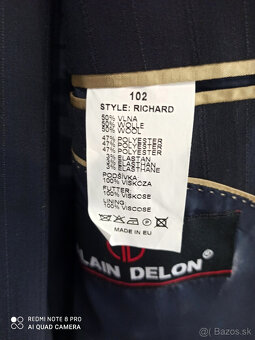 102
STYLE: RICHARD
50% VLNA
50% WOLLE
50% WOOL
47% POLYESTER
47% POLYESTER
47% POLYESTER
3% ELASTAN
3% ELASTHAN
3% ELASTHANE
PODŠÍVKA
100% VISKÓZA
FUTTER
100% VISKOSE
LINING
100% VISCOSE
MADE IN EU
LAIN DELON
®
REDMI NOTE 8 PRO
AI QUAD CAMERA
bazos.sk